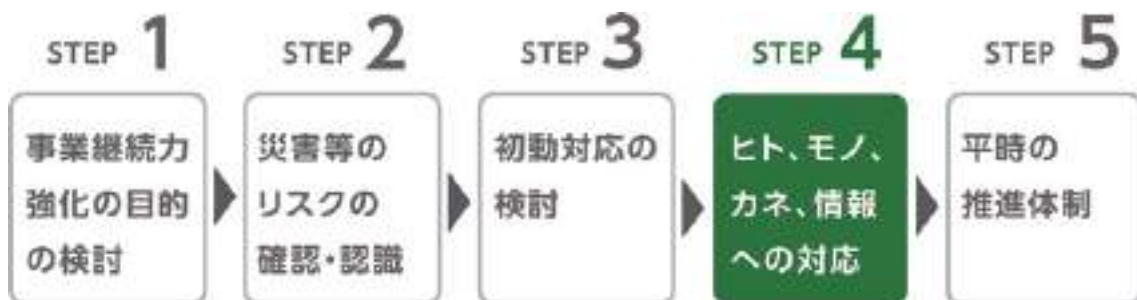 STEP 1
事業継続力
強化の目的
の検討
STEP 2
災害等の
リスクの
確認・認識
STEP 3
初動対応の
検討
STEP 4
ヒト、モノ、
カネ、情報
への対応
STEP 5
平時の
推進体制